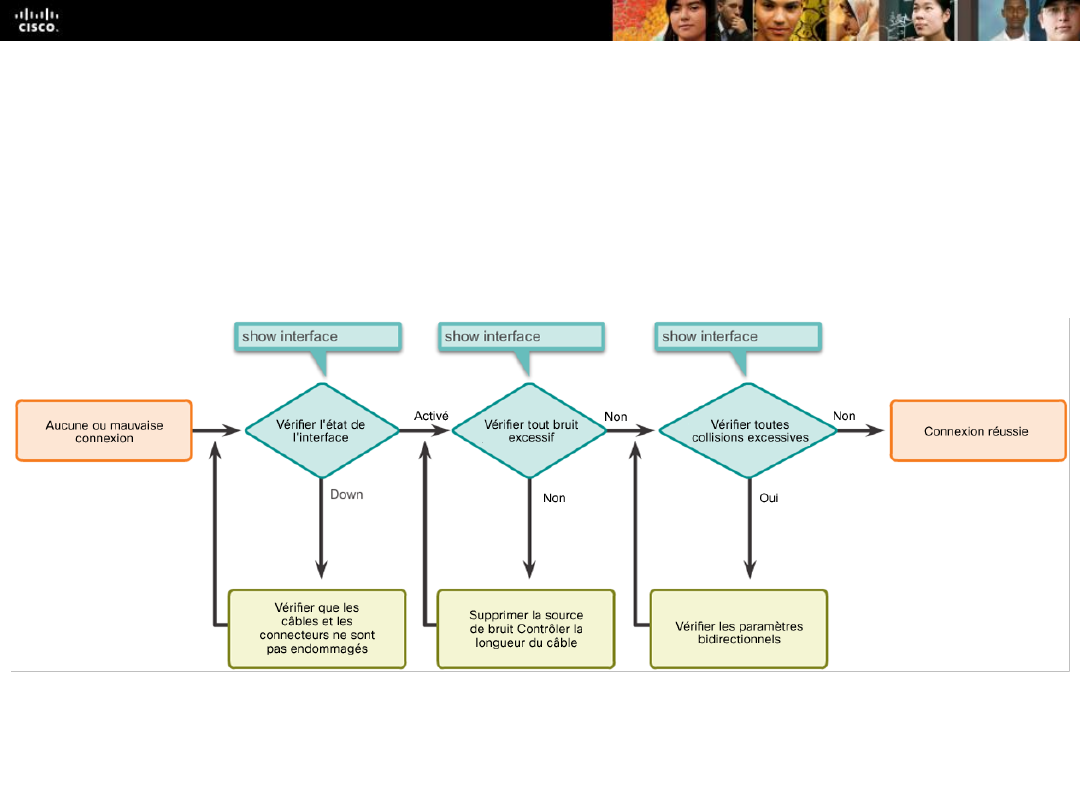 CISCO.
show interface
show interface
show interface
Aucune ou mauvaise
connexion
Vérifier l'état de
l'interface
Activé
Vérifier tout bruit
excessif
Non
Vérifier toutes
collisions excessives
Non
Connexion réussie
Down
Non
Oui
Vérifier que les
câbles et les
connecteurs ne sont
pas endommagés
Supprimer la source
de bruit Contrôler la
longueur du câble
Vérifier les paramètres
bidirectionnels